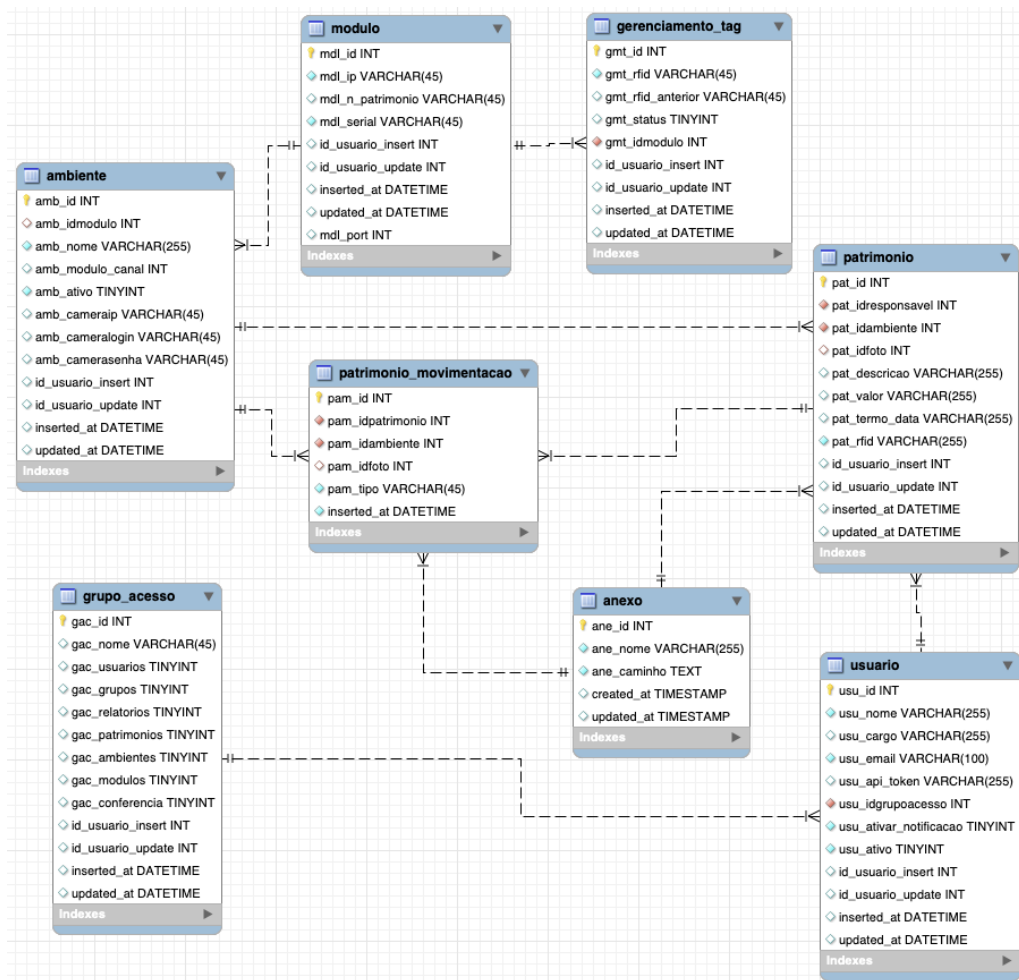 modulo
mdl_id INT
mdl_ip VARCHAR(45)
mdl_n_patrimonio VARCHAR(45)
mdl_serial VARCHAR(45)
id_usuario_insert INT
id_usuario_update INT
inserted_at DATETIME
updated_at DATETIME
mdl_port INT
Indexes
gerenciamento_tag
gmt_id INT
gmt_rfid VARCHAR(45)
gmt_rfid_anterior VARCHAR(45)
gmt_status TINYINT
gmt_idmodulo INT
id_usuario_insert INT
id_usuario_update INT
inserted_at DATETIME
updated_at DATETIME
Indexes
ambiente
amb_id INT
amb_idmodulo INT
amb_nome VARCHAR(255)
amb_modulo_canal INT
amb_ativo TINYINT
amb_cameraip VARCHAR(45)
amb_cameralogin VARCHAR(45)
amb_camerasenha VARCHAR(45)
id_usuario_insert INT
id_usuario_update INT
inserted_at DATETIME
updated_at DATETIME
Indexes
patrimonio
pat_id INT
pat_idresponsavel INT
pat_idambiente INT
pat_idfoto INT
pat_descricao VARCHAR(255)
pat_valor VARCHAR(255)
pat_termo_data VARCHAR(255)
pat_rfid VARCHAR(255)
id_usuario_insert INT
id_usuario_update INT
inserted_at DATETIME
updated_at DATETIME
Indexes
patrimonio_movimentacao
pam_id INT
pam_idpatrimonio INT
pam_idambiente INT
pam_idfoto INT
pam_tipo VARCHAR(45)
inserted_at DATETIME
Indexes
grupo_acesso
gac_id INT
gac_nome VARCHAR(45)
gac_usuarios TINYINT
gac_grupos TINYINT
gac_relatorios TINYINT
gac_patrimonios TINYINT
gac_ambientes TINYINT
gac_modulos TINYINT
gac_conferencia TINYINT
id_usuario_insert INT
id_usuario_update INT
inserted_at DATETIME
updated_at DATETIME
Indexes
anexo
ane_id INT
ane_nome VARCHAR(255)
ane_caminho TEXT
created_at TIMESTAMP
updated_at TIMESTAMP
Indexes
usuario
usu_id INT
usu_nome VARCHAR(255)
usu_cargo VARCHAR(255)
usu_email VARCHAR(100)
usu_api_token VARCHAR(255)
usu_idgrupoacesso INT
usu_ativar_notificacao TINYINT
usu_ativo TINYINT
id_usuario_insert INT
id_usuario_update INT
inserted_at DATETIME
updated_at DATETIME
Indexes